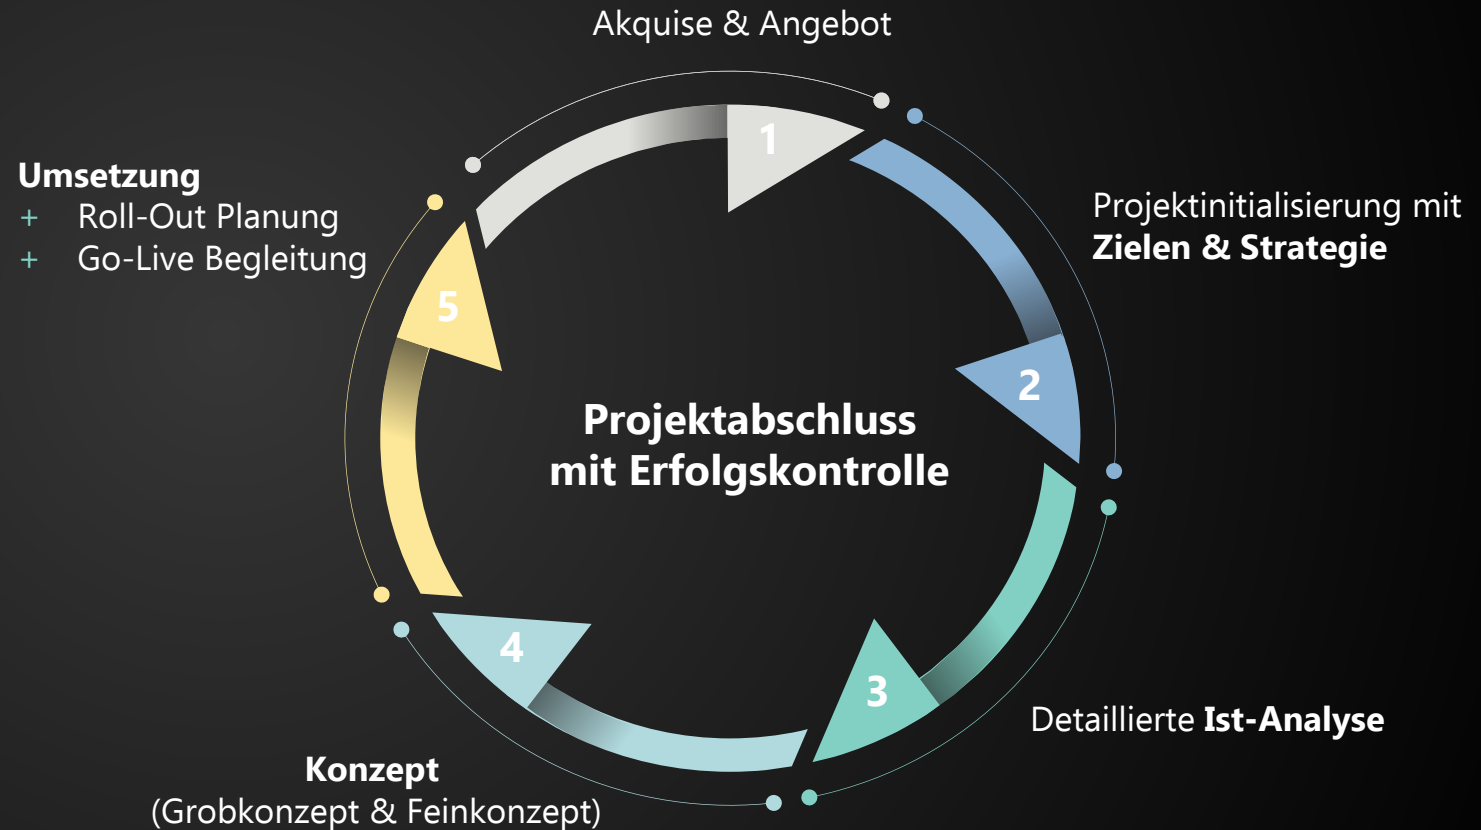 Akquise & Angebot
1
Projektinitialisierung mit
Zielen & Strategie
2
Detaillierte Ist-Analyse
3
Konzept
(Grobkonzept & Feinkonzept)
4
Umsetzung
+ Roll-Out Planung
+ Go-Live Begleitung
5
Projektabschluss
mit Erfolgskontrolle